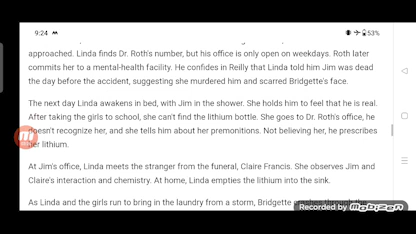 9:24
53%
approached. Linda finds Dr. Roth's number, but his office is only open on weekdays. Roth later
commits her to a mental-health facility. He confides in Reilly that Linda told him Jim was dead
the day before the accident, suggesting she murdered him and scarred Bridgette's face.
The next day Linda awakens in bed, with Jim in the shower. She holds him to feel that he is real.
After taking the girls to school, she can't find the lithium bottle. She goes to Dr. Roth's office, he
doesn't recognize her, and she tells him about her premonitions. Not believing her, he prescribes
her lithium.
At Jim's office, Linda meets the stranger from the funeral, Claire Francis. She observes Jim and
Claire's interaction and chemistry. At home, Linda empties the lithium into the sink.
As Linda and the girls run to bring in the laundry from a storm, Bridgette crashes through the
Recorded by Mobizen